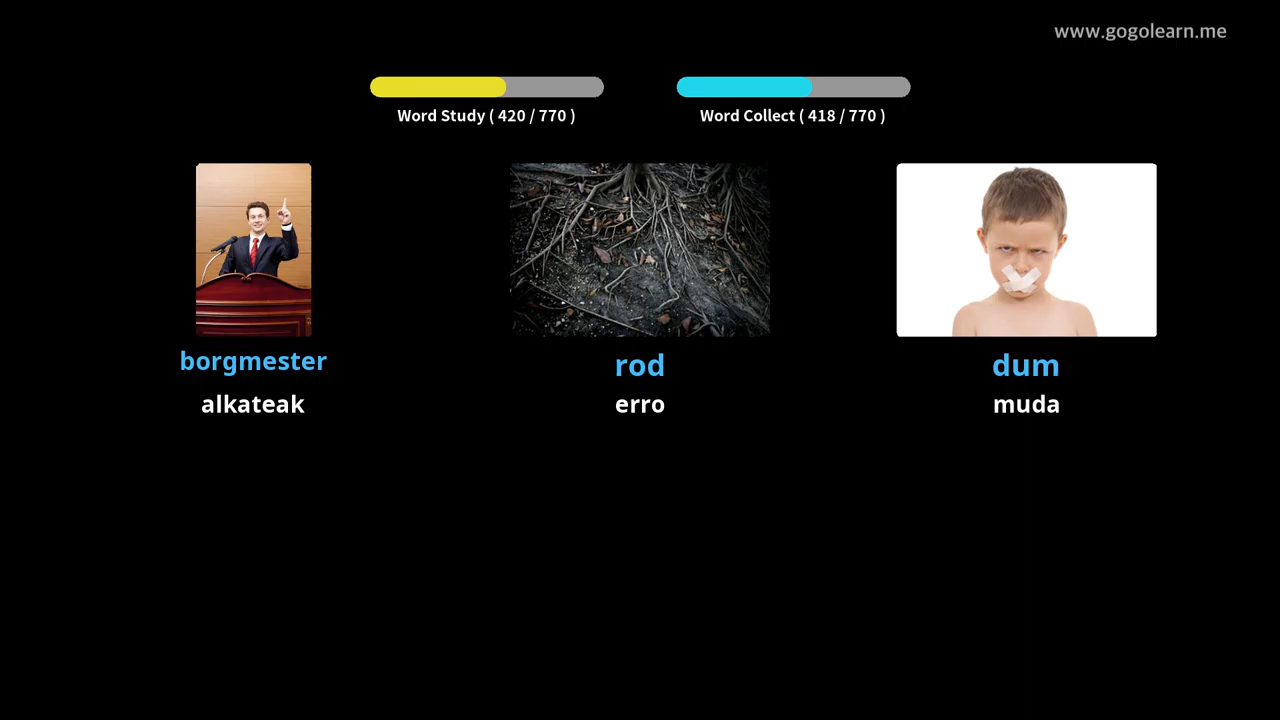 www.gogolearn.me
Word Study ( 420 / 770 )
Word Collect ( 418 / 770 )
borgmester
rod
dum
alkateak
erro
muda